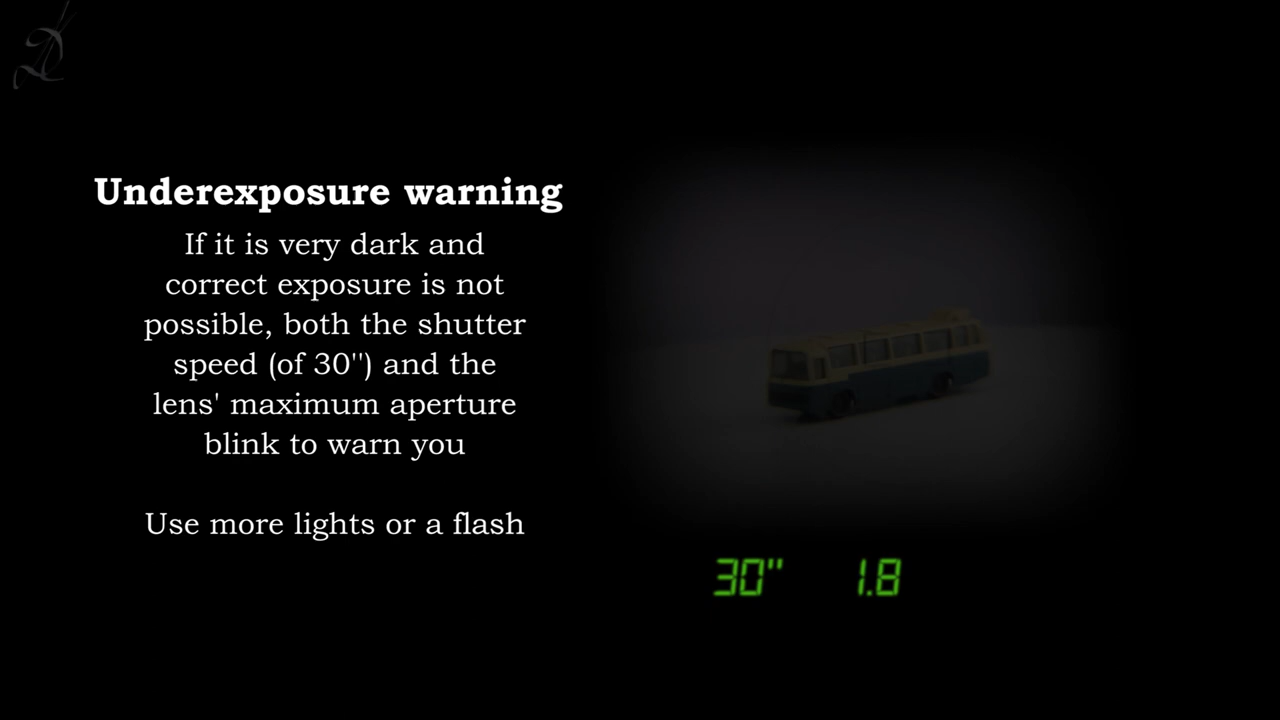 Underexposure warning
If it is very dark and
correct exposure is not
possible, both the shutter
speed (of 30'') and the
lens' maximum aperture
blink to warn you
Use more lights or a flash
30" 1.8